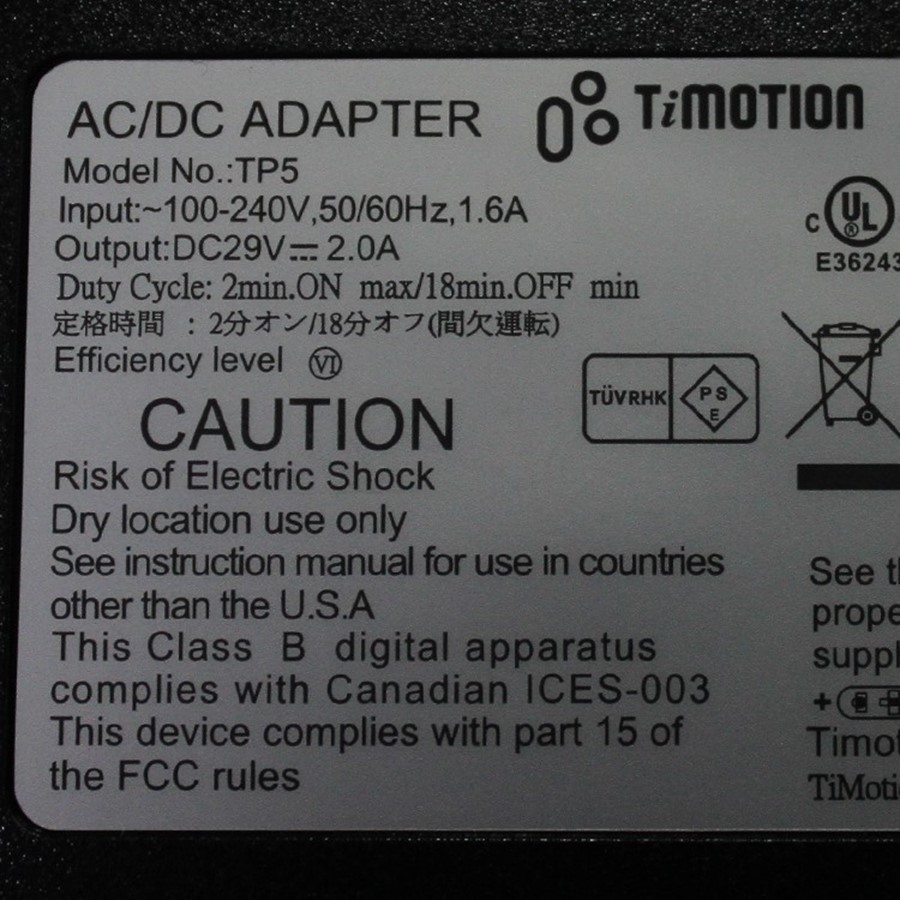 AC/DC ADAPTER
TiMOTION
Model No.:TP5
Input:~100-240V,50/60Hz,1.6A
Output:DC29V⎓2.0A
Duty Cycle: 2min.ON max/18min.OFF min
定格時間 : 2分オン/18分オフ(間欠運転)
Efficiency level Ⅵ
c UL ®
E36243
TÜVRHK
PS
E
CAUTION
Risk of Electric Shock
Dry location use only
See instruction manual for use in countries
other than the U.S.A
This Class B digital apparatus
complies with Canadian ICES-003
This device complies with part 15 of
the FCC rules
See
+